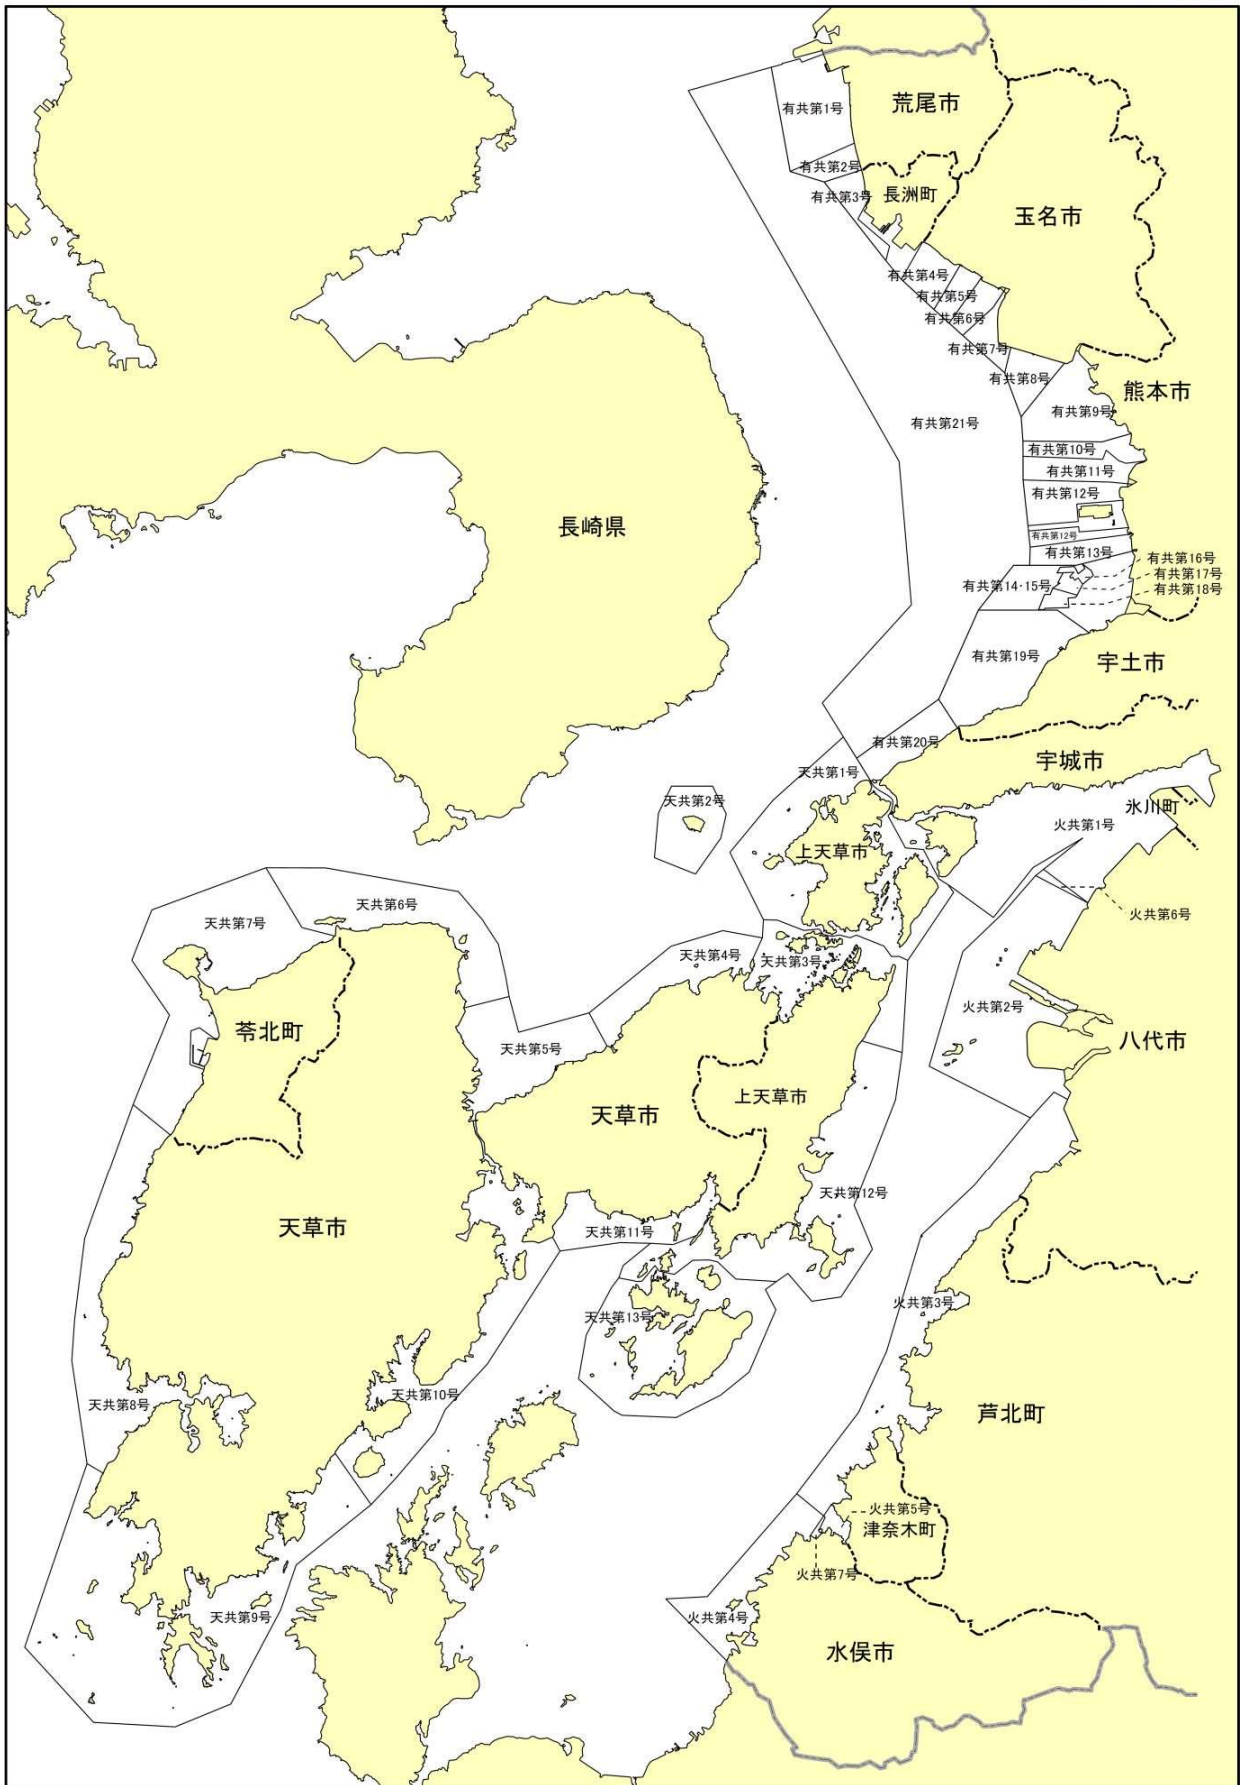 有共第1号
荒尾市
有共第2号
有共第3号
長洲町
玉名市
有共第4号
有共第5号
有共第6号
有共第7号
有共第8号
熊本市
有共第9号
有共第21号
有共第10号
有共第11号
有共第12号
長崎県
有共第12号
有共第13号
有共第16号
有共第17号
有共第14・15号
有共第18号
有共第19号
宇土市
有共第20号
宇城市
天共第1号
天共第2号
氷川町
火共第1号
上天草市
天共第6号
火共第6号
天共第7号
天共第4号
天共第3号
火共第2号
苓北町
天共第5号
八代市
上天草市
天草市
天共第12号
天草市
天共第11号
火共第3号
天共第13号
天共第10号
天共第8号
芦北町
火共第5号
津奈木町
火共第7号
天共第9号
火共第4号
水俣市